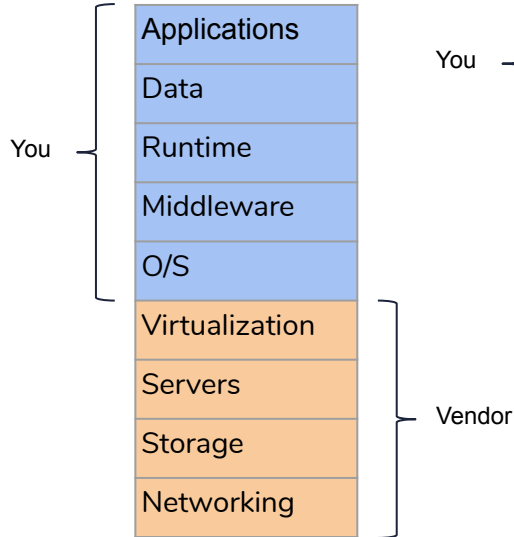 Applications
You
Data
You
Runtime
Middleware
O/S
Virtualization
Servers
Vendor
Storage
Networking